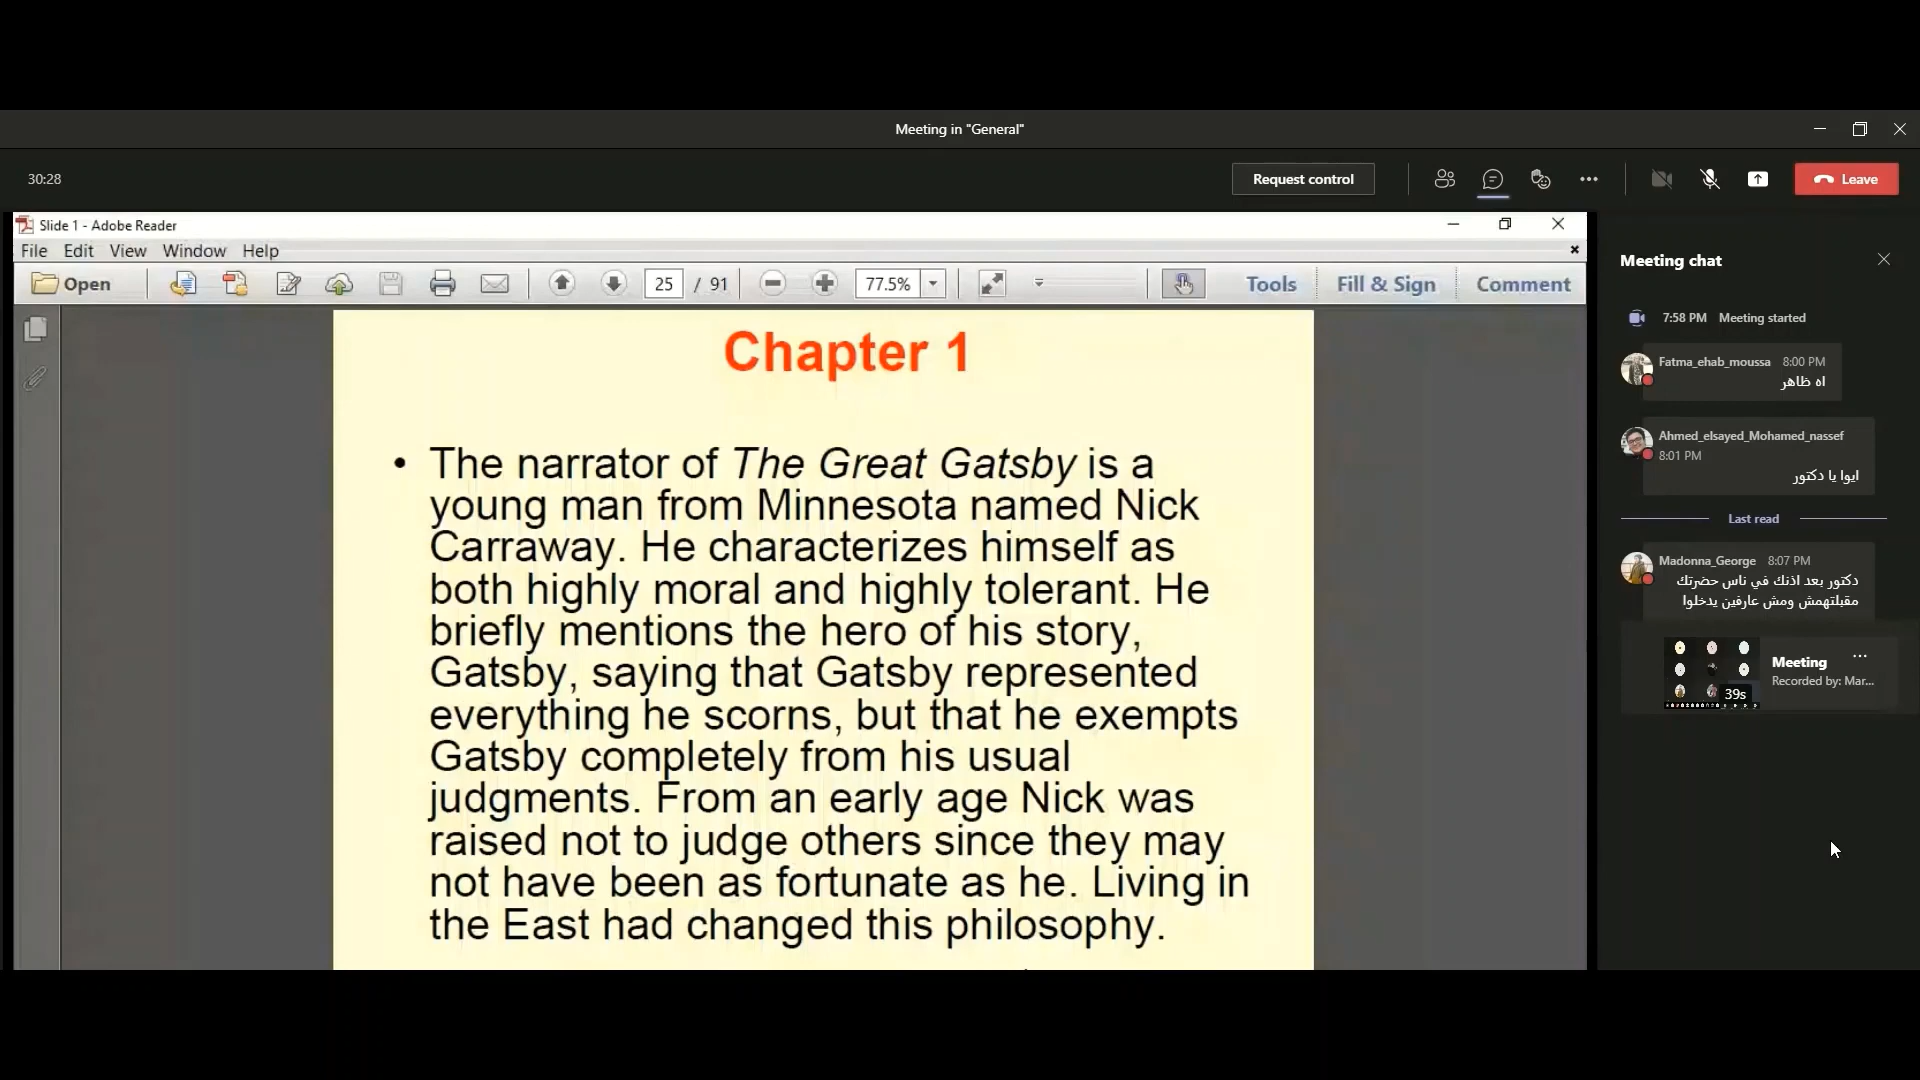 Meeting in "General"
30:28
Request control
Leave
Slide 1 - Adobe Reader
File Edit View Window Help
Open
25 / 91
77.5%
Tools
Fill & Sign
Comment
Chapter 1
• The narrator of The Great Gatsby is a
young man from Minnesota named Nick
Carraway. He characterizes himself as
both highly moral and highly tolerant. He
briefly mentions the hero of his story,
Gatsby, saying that Gatsby represented
everything he scorns, but that he exempts
Gatsby completely from his usual
judgments. From an early age Nick was
raised not to judge others since they may
not have been as fortunate as he. Living in
the East had changed this philosophy.
Meeting chat
7:58 PM Meeting started
Fatma_ehab_moussa 8:00 PM
اه ظاهر
Ahmed_elsayed_Mohamed_nassef
8:01 PM
ايوا يا دكتور
Last read
Madonna_George 8:07 PM
دكتور بعد اذنك في ناس حضرتك
مقبلتهمش ومش عارفين يدخلوا
Meeting
Recorded by: Mar...
39s